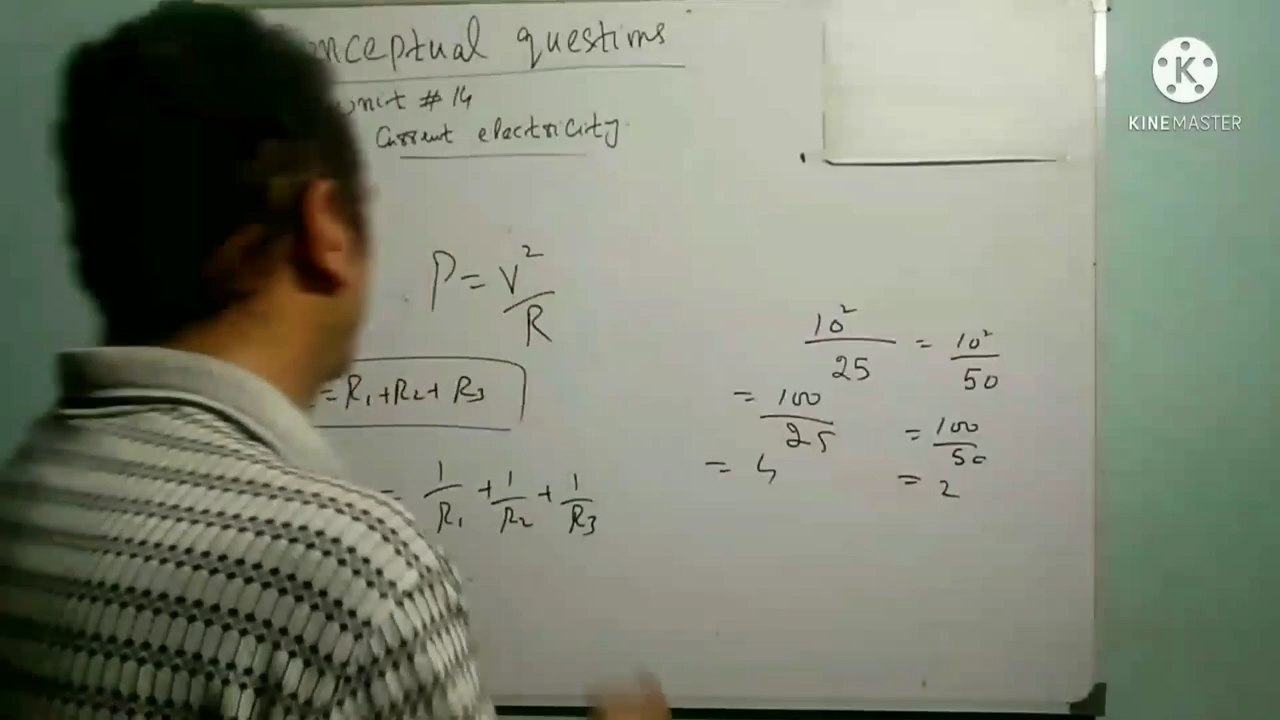 onceptual questions
unit # 14
Current electricity.
P = V²/R
= R₁+R₂+ R₃
= 1/R₁ + 1/R₂ + 1/R₃
10²/25 = 10²/50
= 100/25
= 4
= 100/50
= 2
K
KINEMASTER